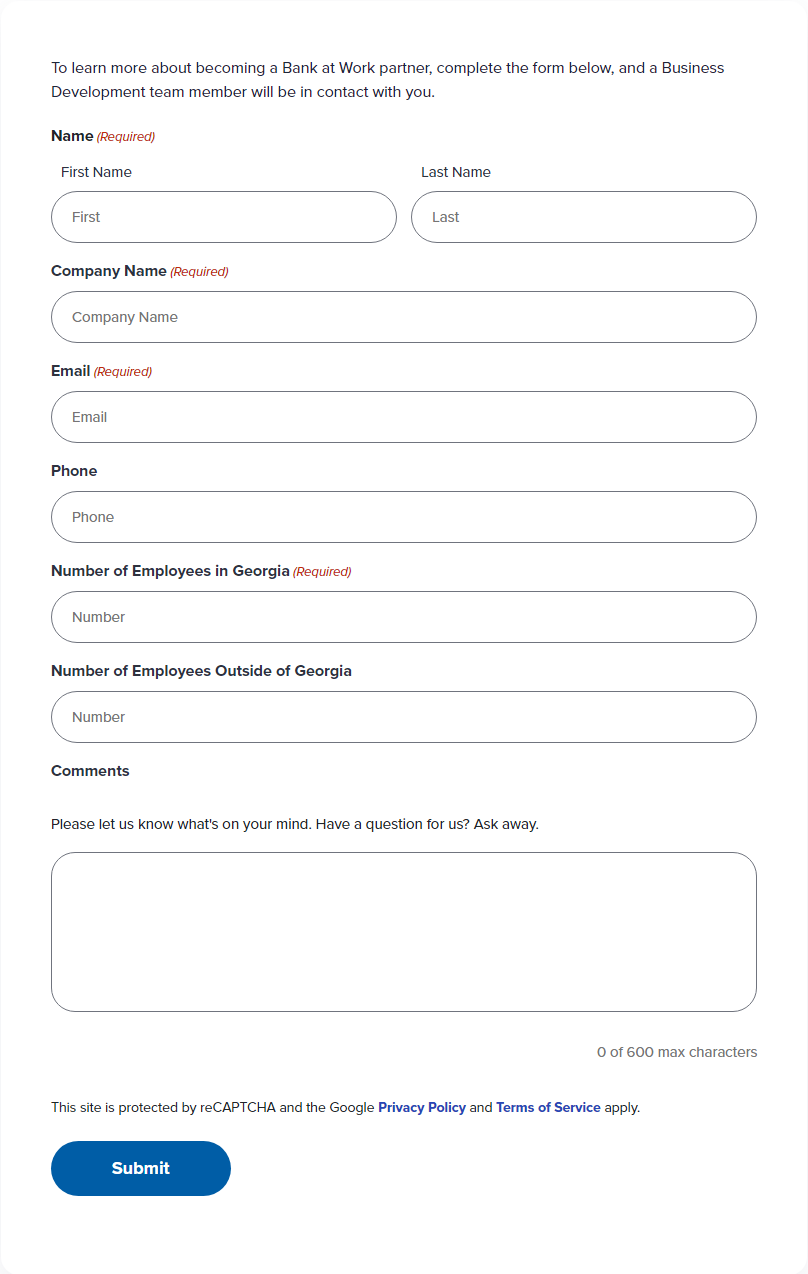 To learn more about becoming a Bank at Work partner, complete the form below, and a Business
Development team member will be in contact with you.
Name (Required)
First Name Last Name
First Last
Company Name (Required)
Company Name
Email (Required)
Email
Phone
Phone
Number of Employees in Georgia (Required)
Number
Number of Employees Outside of Georgia
Number
Comments
Please let us know what's on your mind. Have a question for us? Ask away.
0 of 600 max characters
This site is protected by reCAPTCHA and the Google Privacy Policy and Terms of Service apply.
Submit